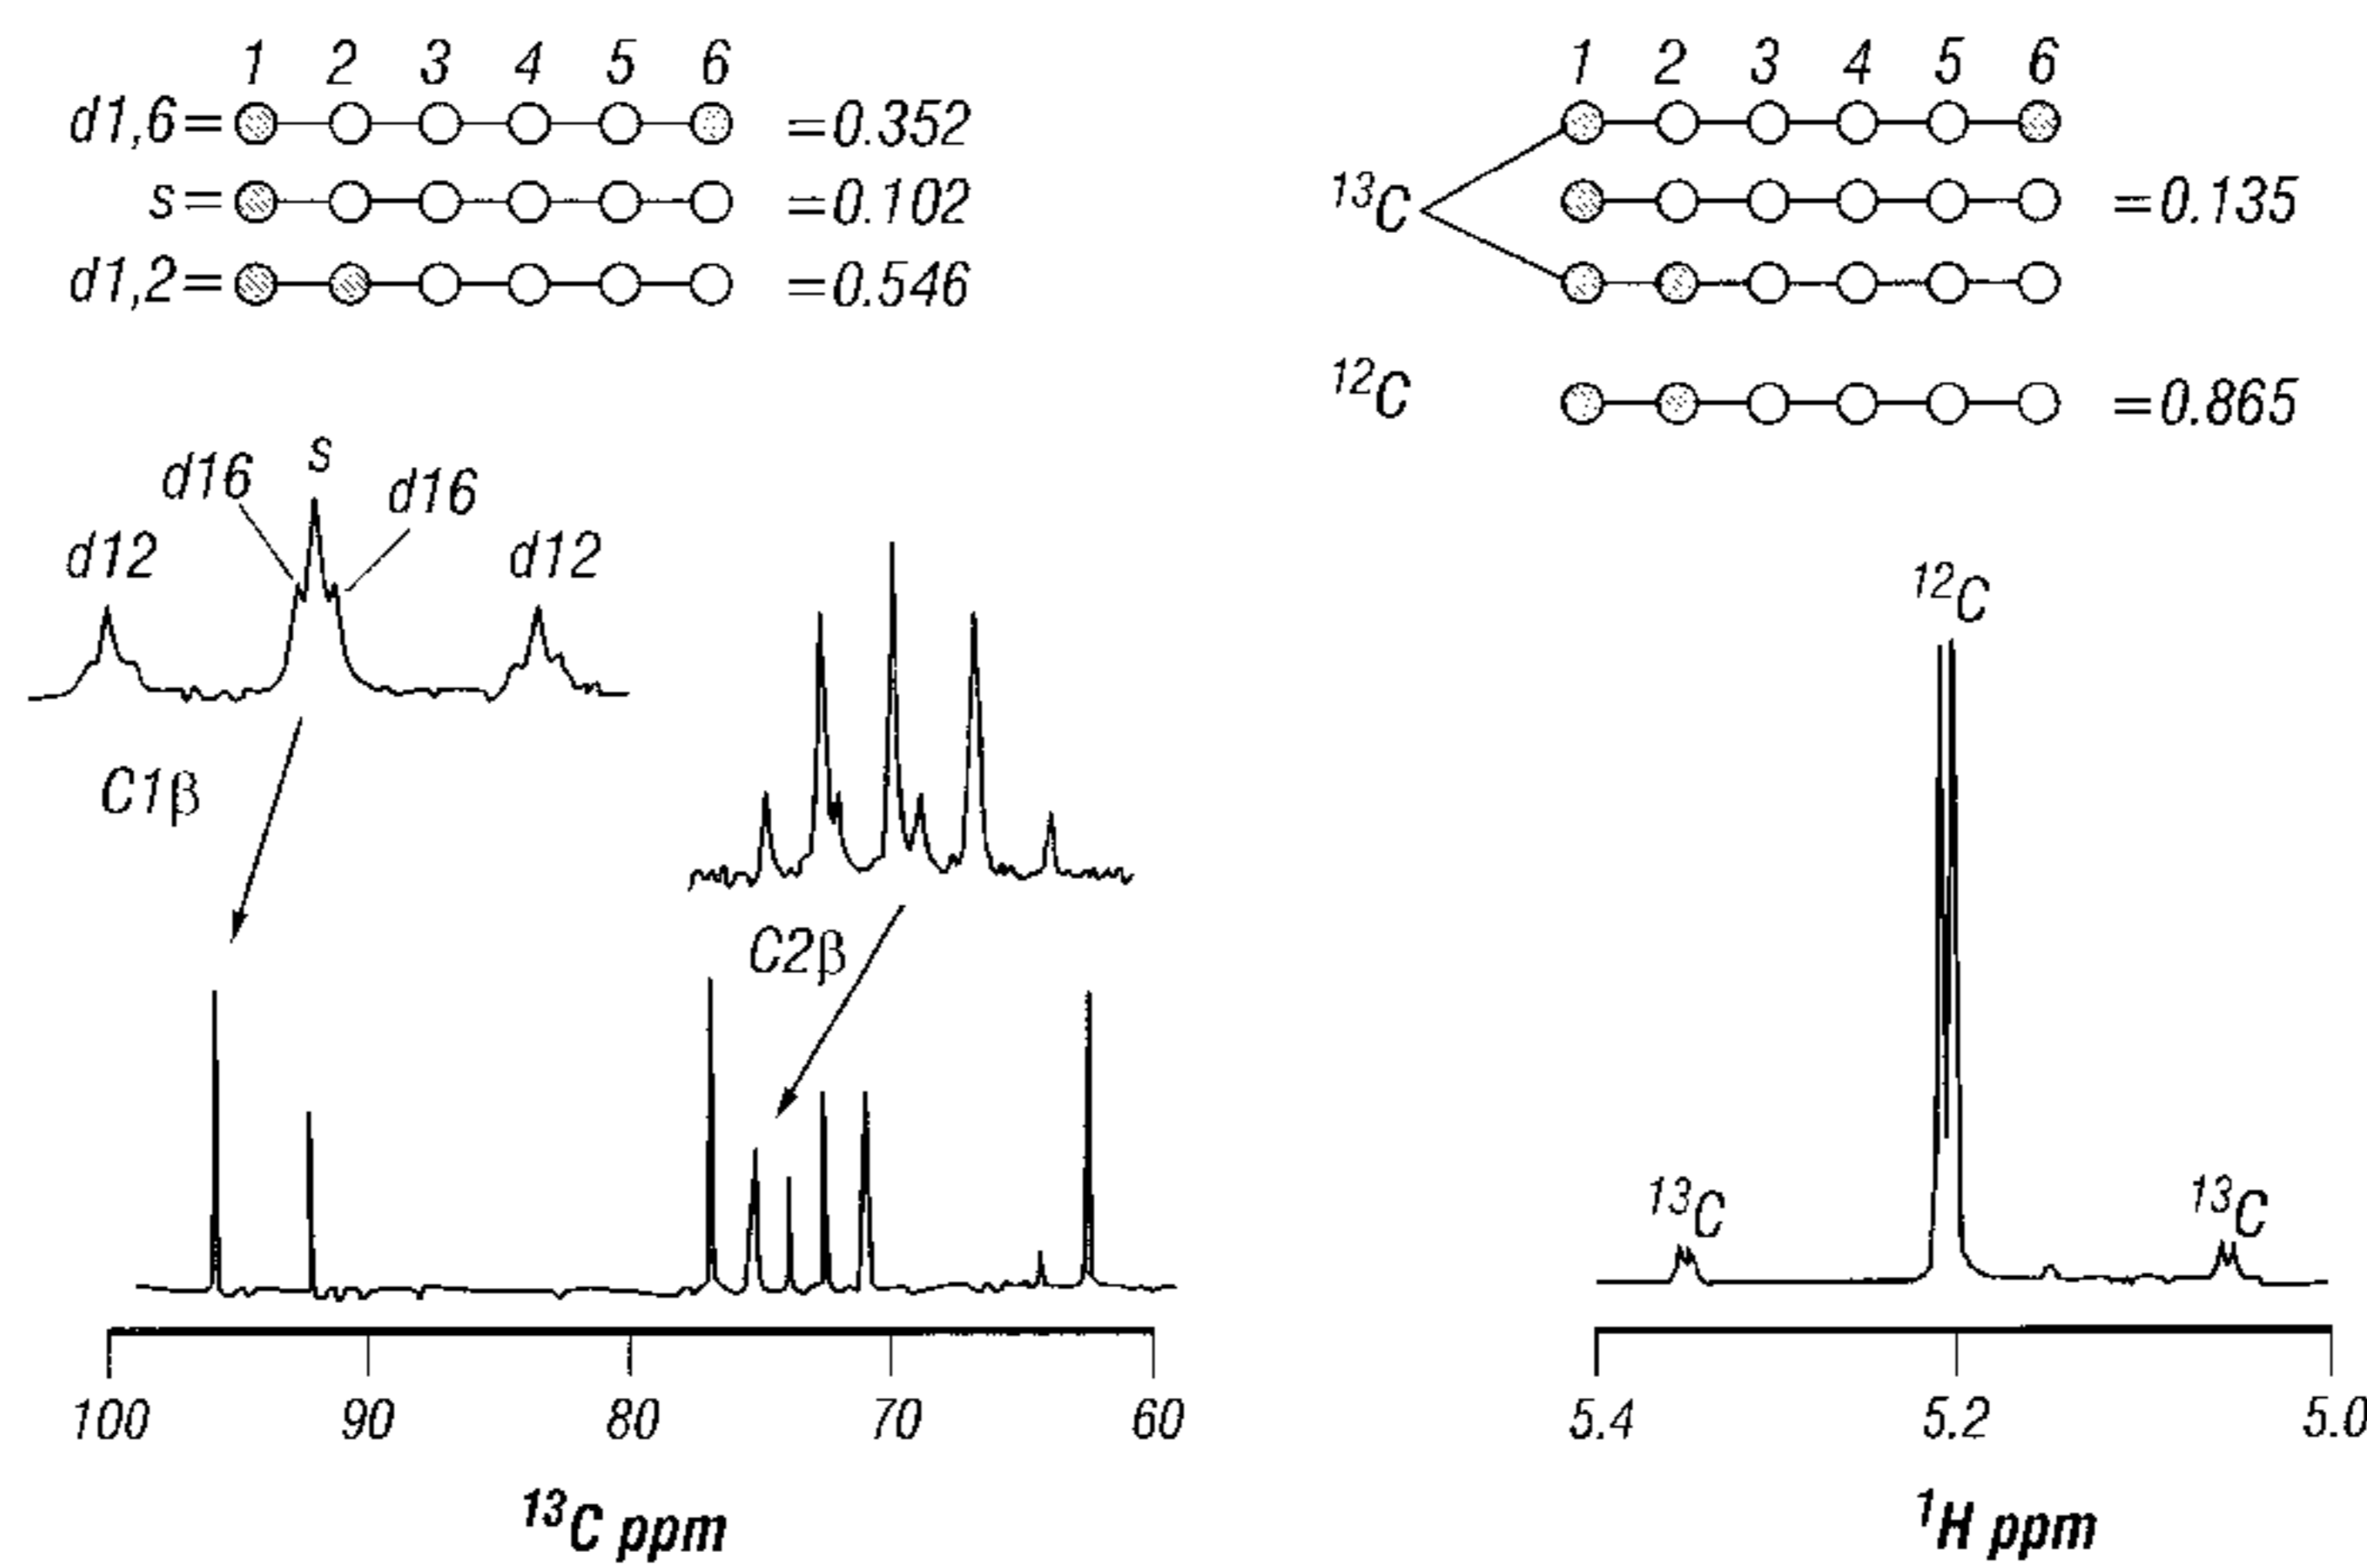 1 2 3 4 5 6
d1,6= =0.352
s= =0.102
d1,2= =0.546
d16 s d16
d12 d12
C1β
C2β
100 90 80 70 60
¹³C ppm
1 2 3 4 5 6
¹³C =0.135
¹²C =0.865
¹²C
¹³C ¹³C
5.4 5.2 5.0
¹H ppm